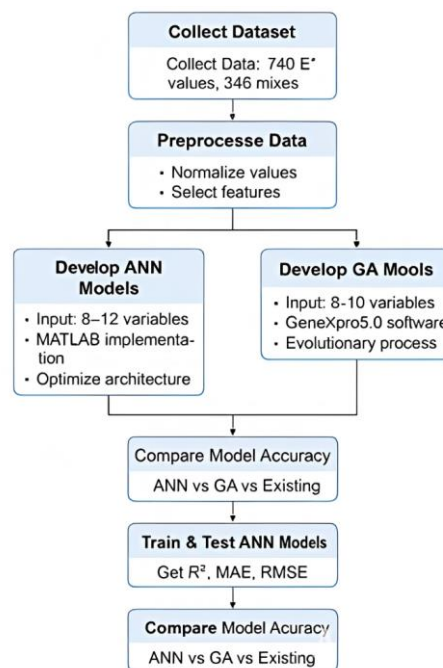 Collect Dataset
Collect Data: 740 E*
values, 346 mixes
Preprocesse Data
• Normalize values
• Select features
Develop ANN
Models
• Input: 8–12 variables
• MATLAB implementa-
tion
• Optimize architecture
Develop GA Mools
• Input: 8-10 variables
• GeneXpro5.0 software
• Evolutionary process
Compare Model Accuracy
ANN vs GA vs Existing
Train & Test ANN Models
Get R², MAE, RMSE
Compare Model Accuracy
ANN vs GA vs Existing